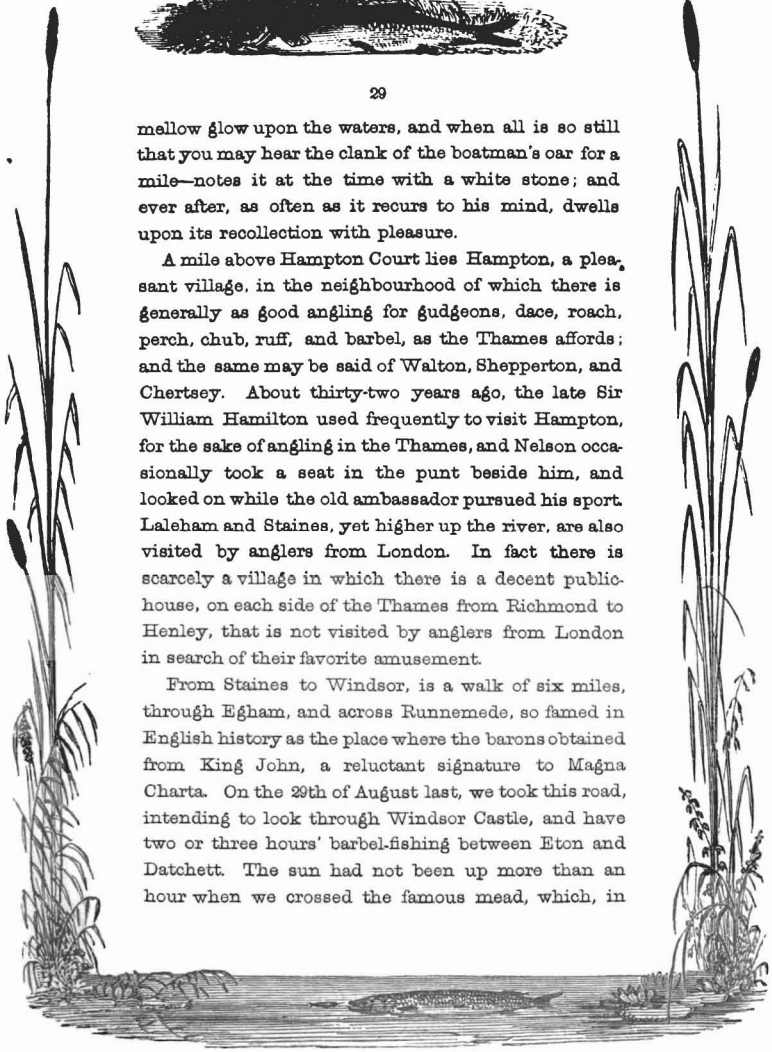 29
mellow glow upon the waters, and when all is so still
that you may hear the clank of the boatman's oar for a
mile—notes it at the time with a white stone; and
ever after, as often as it recurs to his mind, dwells
upon its recollection with pleasure.
A mile above Hampton Court lies Hampton, a plea-
sant village, in the neighbourhood of which there is
generally as good angling for gudgeons, dace, roach,
perch, chub, ruff, and barbel, as the Thames affords;
and the same may be said of Walton, Shepperton, and
Chertsey. About thirty-two years ago, the late Sir
William Hamilton used frequently to visit Hampton,
for the sake of angling in the Thames, and Nelson occa-
sionally took a seat in the punt beside him, and
looked on while the old ambassador pursued his sport.
Laleham and Staines, yet higher up the river, are also
visited by anglers from London. In fact there is
scarcely a village in which there is a decent public-
house, on each side of the Thames from Richmond to
Henley, that is not visited by anglers from London
in search of their favorite amusement.
From Staines to Windsor, is a walk of six miles,
through Egham, and across Runnemede, so famed in
English history as the place where the barons obtained
from King John, a reluctant signature to Magna
Charta. On the 29th of August last, we took this road,
intending to look through Windsor Castle, and have
two or three hours' barbel-fishing between Eton and
Datchett. The sun had not been up more than an
hour when we crossed the famous mead, which, in